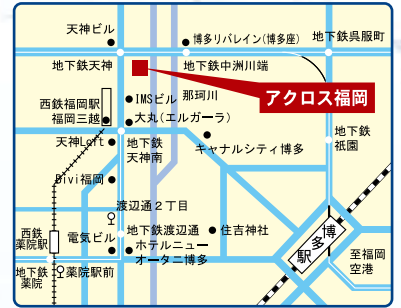 天神ビル
博多リバレイン(博多座)
地下鉄呉服町
地下鉄天神
地下鉄中洲川端
アクロス福岡
西鉄福岡駅
福岡三越
IMSビル
那珂川
大丸(エルガーラ)
天神Loft
地下鉄
天神南
キャナルシティ博多
地下鉄
祇園
Divi福岡
渡辺通2丁目
西鉄
薬院駅
電気ビル
地下鉄渡辺通
住吉神社
ホテルニュー
オータニ博多
博多駅
至福岡
空港
地下鉄
薬院
薬院駅前